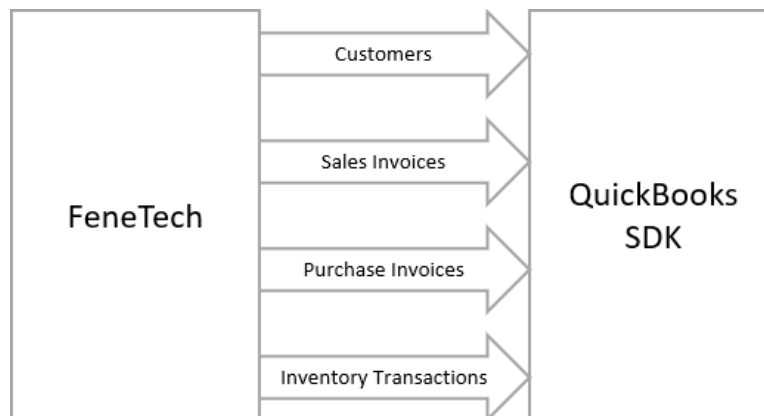 Customers
Sales Invoices
FeneTech
QuickBooks
SDK
Purchase Invoices
Inventory Transactions